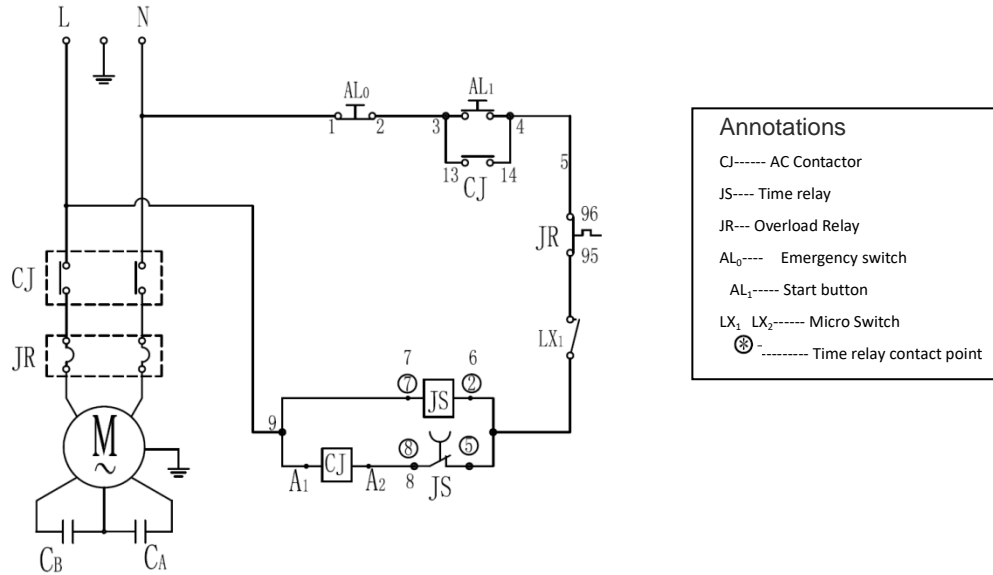 L N
AL₀ AL₁
1 2 3 4
13 14
CJ
5
96
JR
95
CJ
LX₁
JR
7 6
⑦ JS ②
9
M
~
⑧ ⑤
A₁ CJ A₂ 8 JS
C_B C_A
Annotations
CJ------ AC Contactor
JS---- Time relay
JR--- Overload Relay
AL₀---- Emergency switch
AL₁----- Start button
LX₁ LX₂------ Micro Switch
⊛ ---------- Time relay contact point